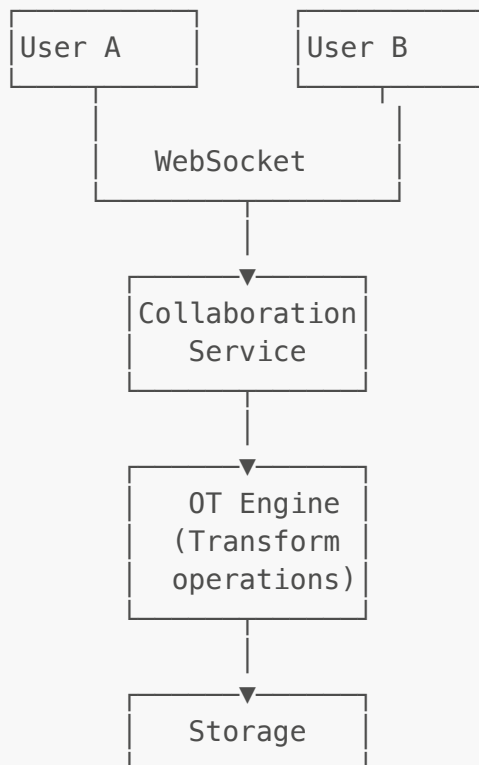 User A
User B
WebSocket
Collaboration
Service
OT Engine
(Transform
operations)
Storage